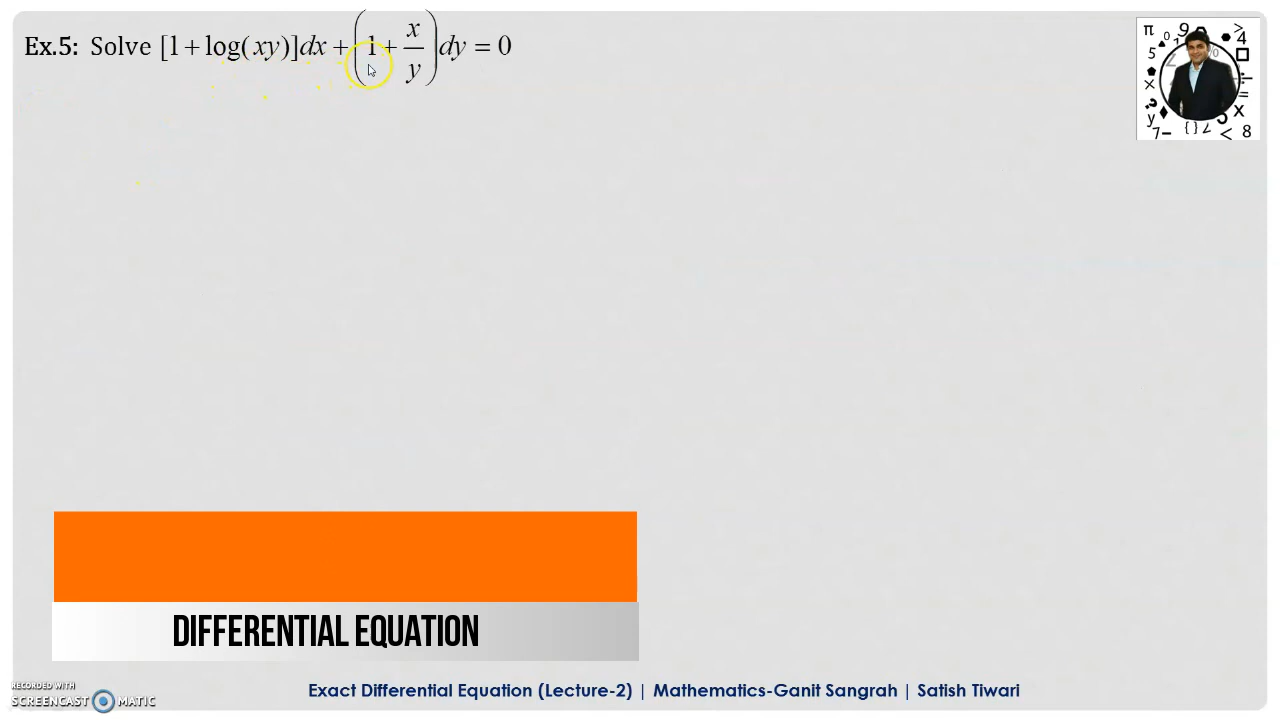 Ex.5: Solve [1 + log(xy)]dx + (1 + x/y)dy = 0
DIFFERENTIAL EQUATION
RECORDED WITH
SCREENCAST MATIC
Exact Differential Equation (Lecture-2) | Mathematics-Ganit Sangrah | Satish Tiwari